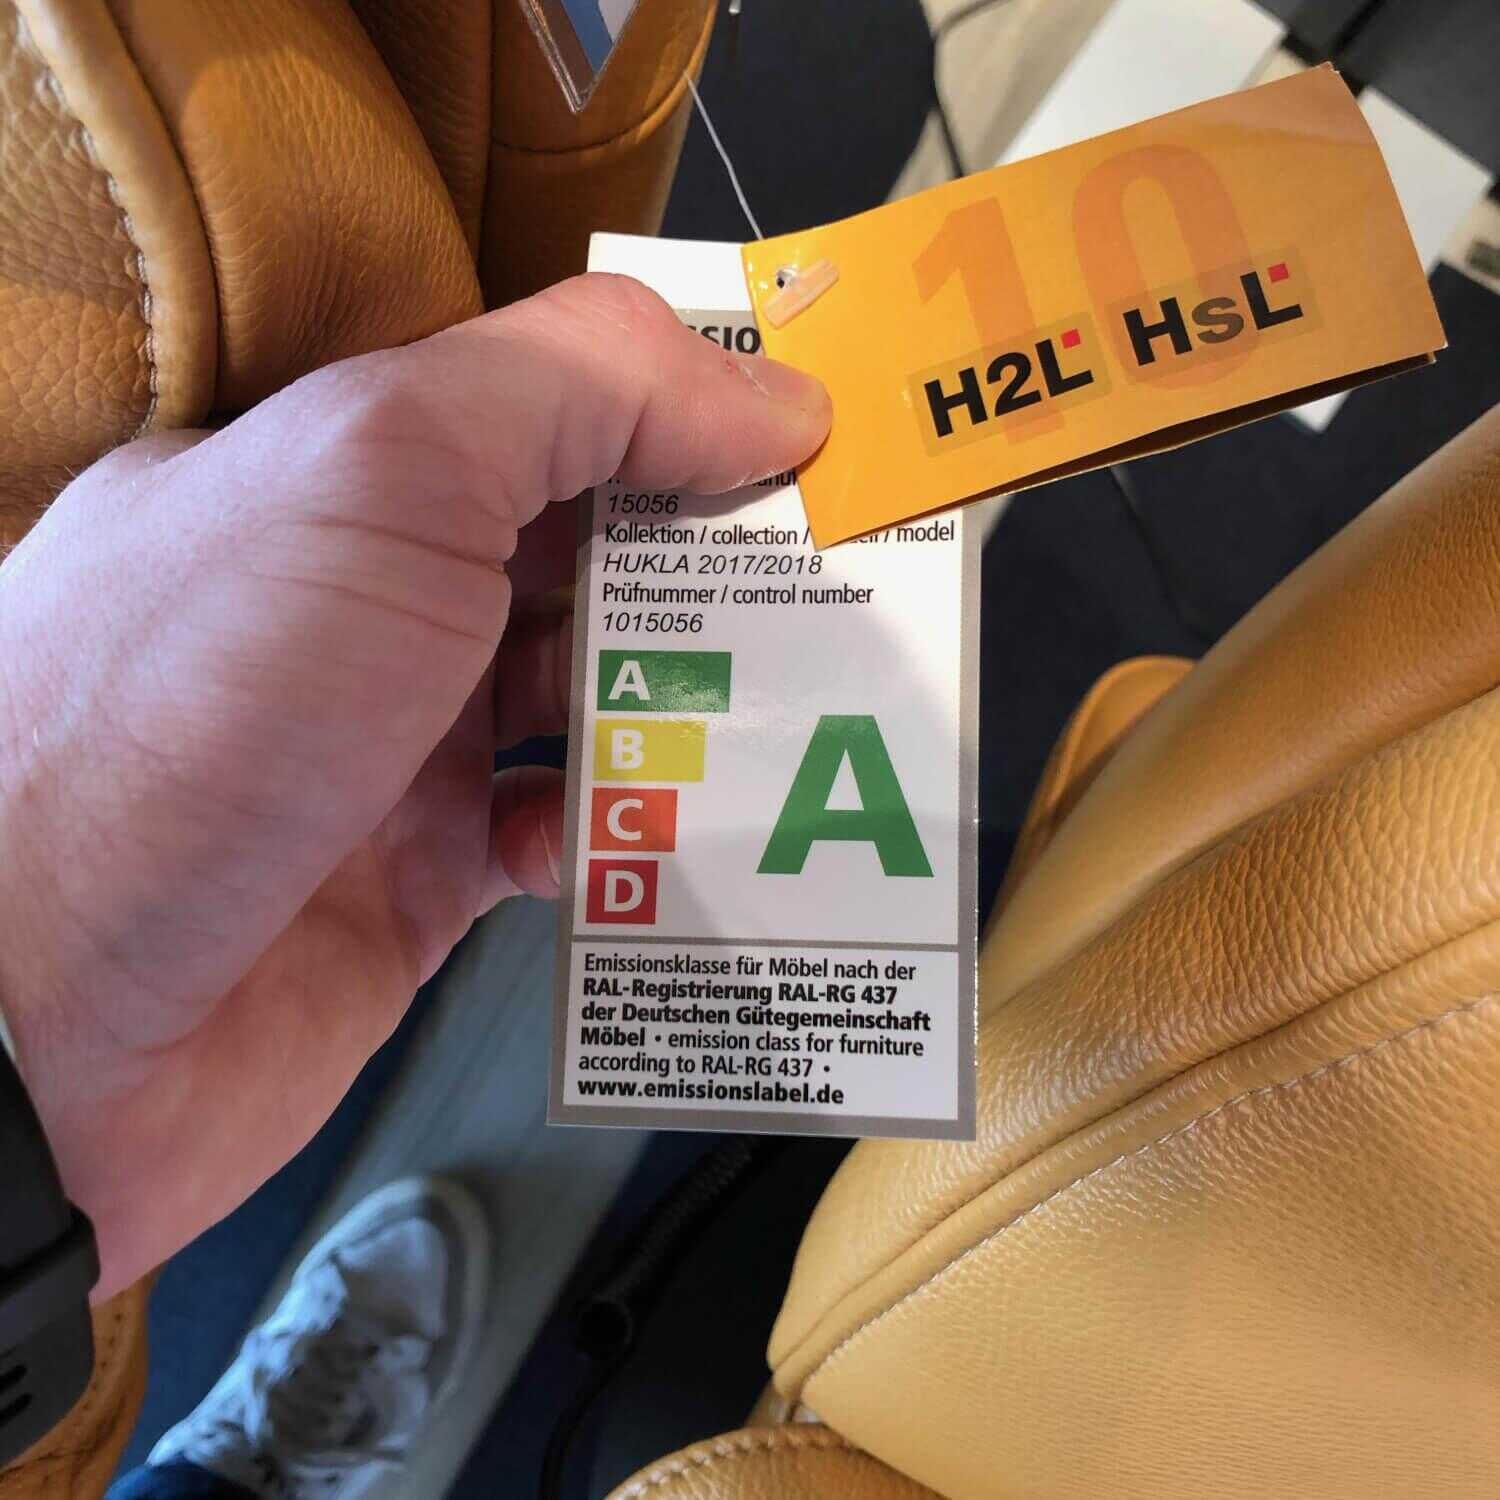 10
H2L HsL
15056
Kollektion / collection / / model
HUKLA 2017/2018
Prüfnummer / control number
1015056
A
B
C
D
A
Emissionsklasse für Möbel nach der
RAL-Registrierung RAL-RG 437
der Deutschen Gütegemeinschaft
Möbel • emission class for furniture
according to RAL-RG 437 •
www.emissionslabel.de